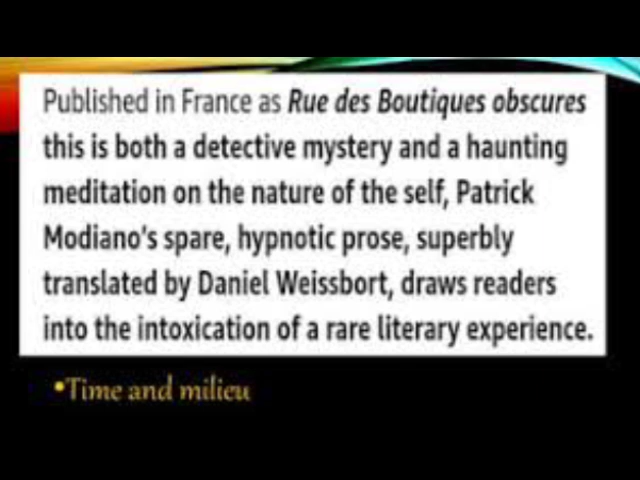 Published in France as Rue des Boutiques obscures
this is both a detective mystery and a haunting
meditation on the nature of the self, Patrick
Modiano's spare, hypnotic prose, superbly
translated by Daniel Weissbort, draws readers
into the intoxication of a rare literary experience.
•Time and milieu